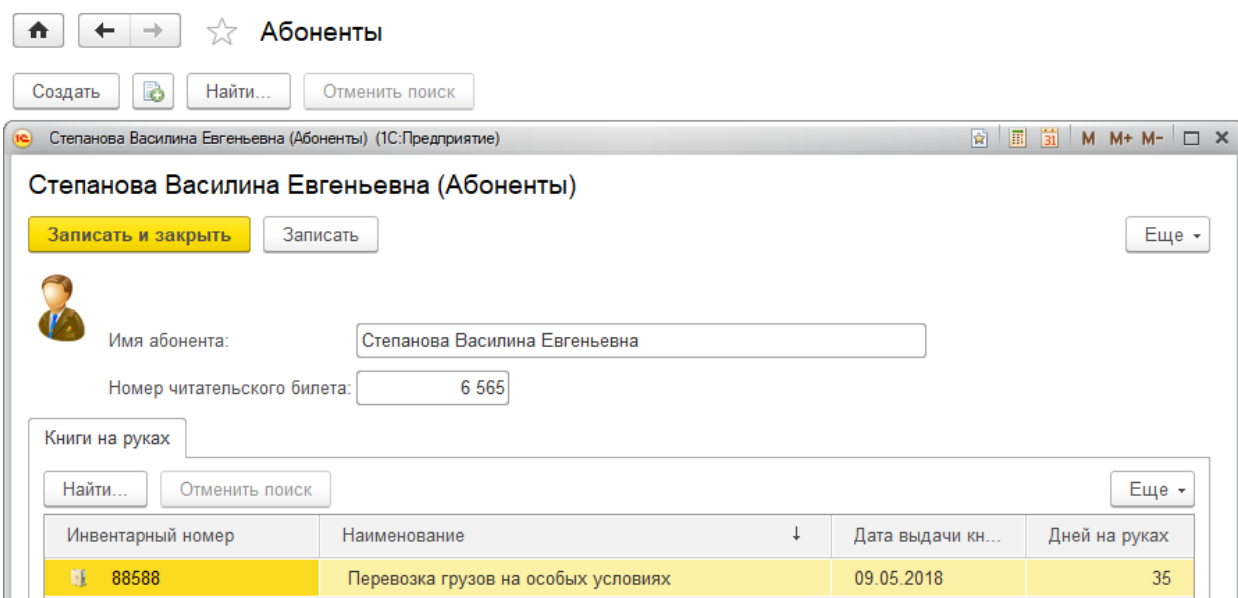 Абоненты
Создать Найти... Отменить поиск
1С Степанова Василина Евгеньевна (Абоненты) (1С:Предприятие) 31 M M+ M-
Степанова Василина Евгеньевна (Абоненты)
Записать и закрыть Записать Еще
Имя абонента: Степанова Василина Евгеньевна
Номер читательского билета: 6 565
Книги на руках
Найти... Отменить поиск Еще
Инвентарный номер Наименование ↓ Дата выдачи кн... Дней на руках
88588 Перевозка грузов на особых условиях 09.05.2018 35